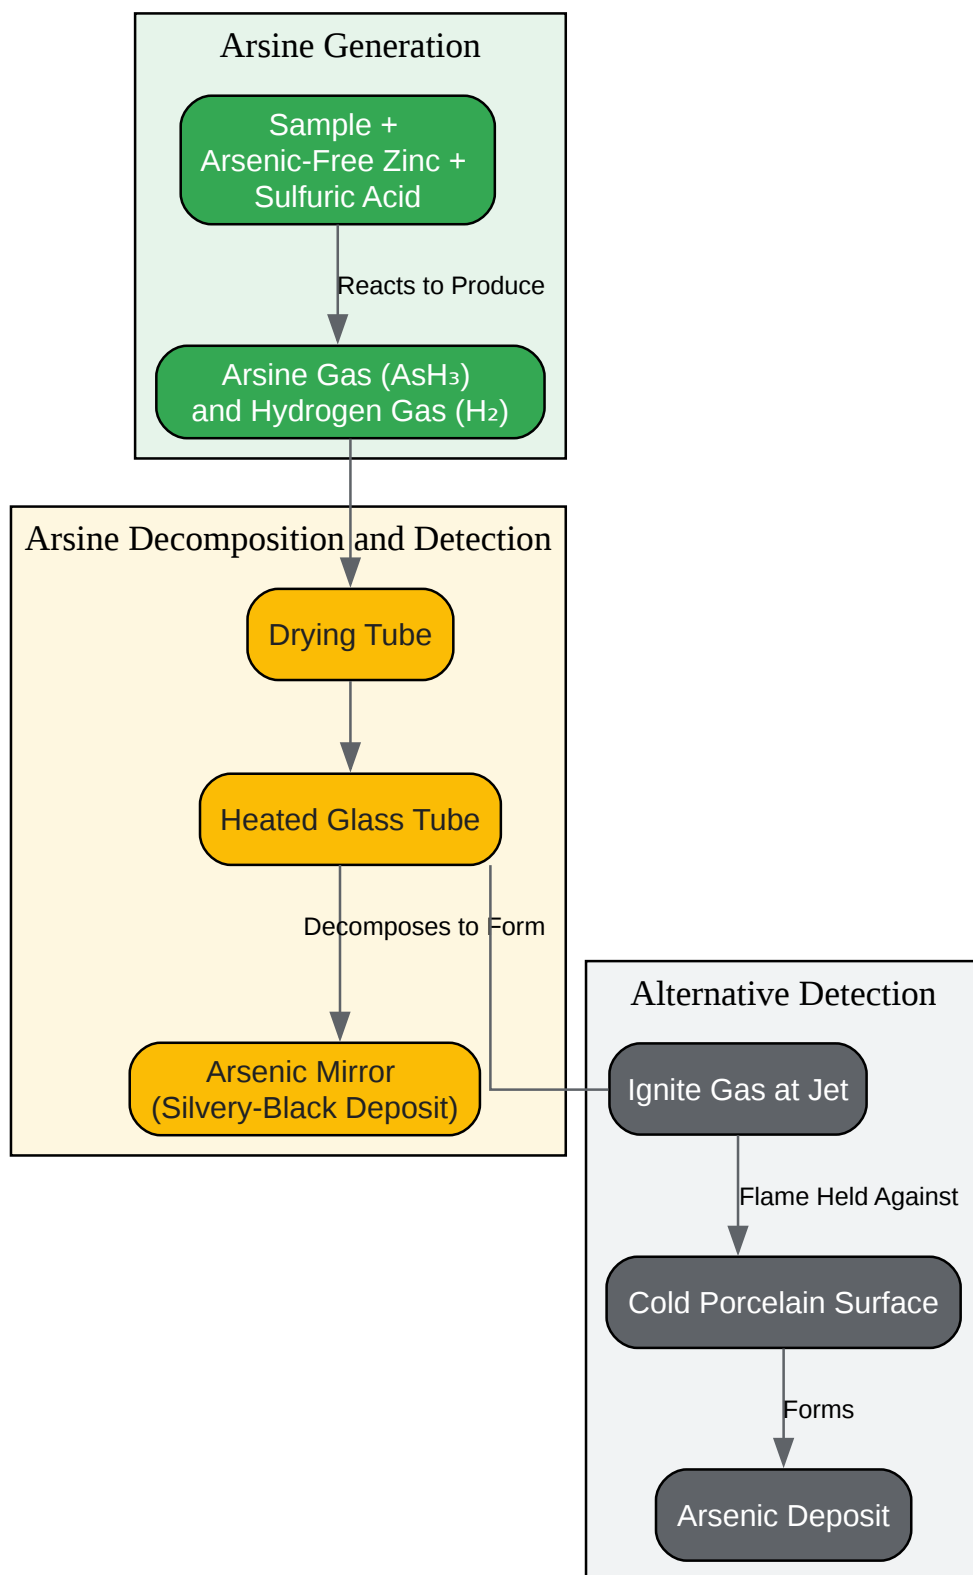 Arsine Generation
Sample +
Arsenic-Free Zinc +
Sulfuric Acid
Reacts to Produce
Arsine Gas (AsH₃)
and Hydrogen Gas (H₂)
Arsine Decomposition and Detection
Drying Tube
Heated Glass Tube
Decomposes to Form
Arsenic Mirror
(Silvery-Black Deposit)
Alternative Detection
Ignite Gas at Jet
Flame Held Against
Cold Porcelain Surface
Forms
Arsenic Deposit